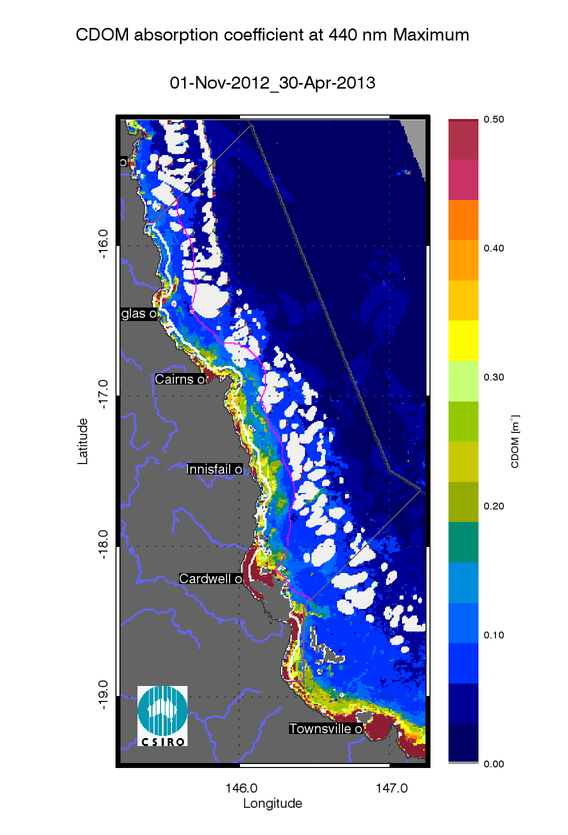 CDOM absorption coefficient at 440 nm Maximum
01-Nov-2012_30-Apr-2013
0.50
0.40
0.30
0.20
0.10
0.00
CDOM [m⁻¹]
-16.0
-17.0
-18.0
-19.0
Latitude
glas o
Cairns o
Innisfail o
Cardwell o
Townsville o
CSIRO
146.0
147.0
Longitude